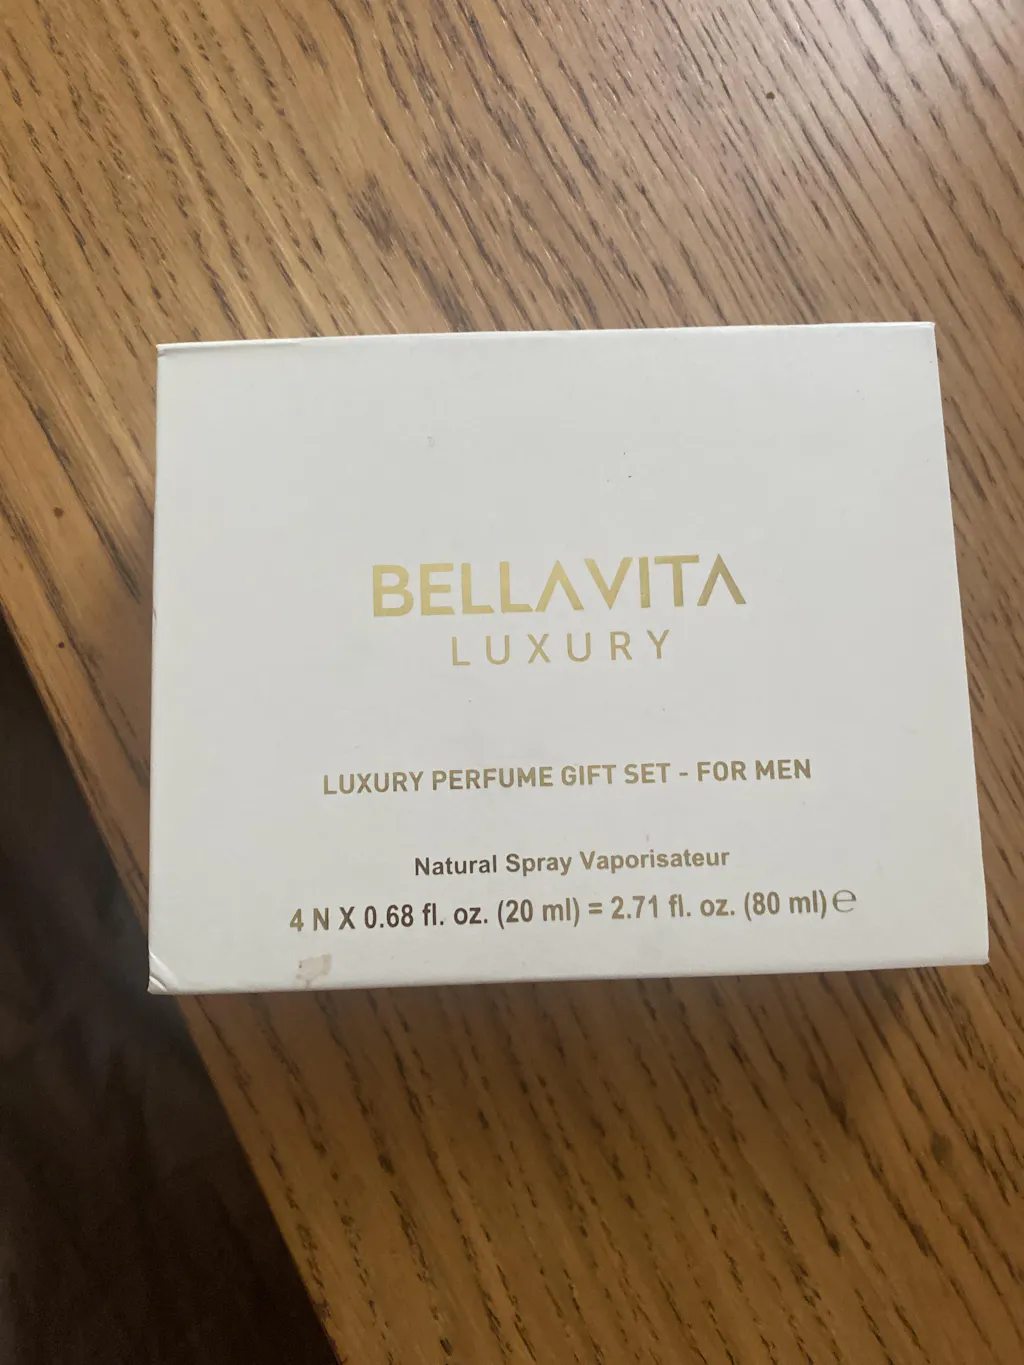 BELLAVITA
LUXURY
LUXURY PERFUME GIFT SET - FOR MEN
Natural Spray Vaporisateur
4 N X 0.68 fl. oz. (20 ml) = 2.71 fl. oz. (80 ml) ℮